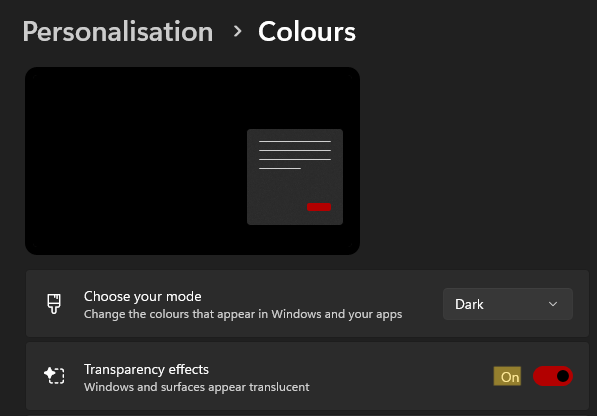 Personalisation > Colours
Choose your mode
Change the colours that appear in Windows and your apps
Dark
Transparency effects
Windows and surfaces appear translucent
On